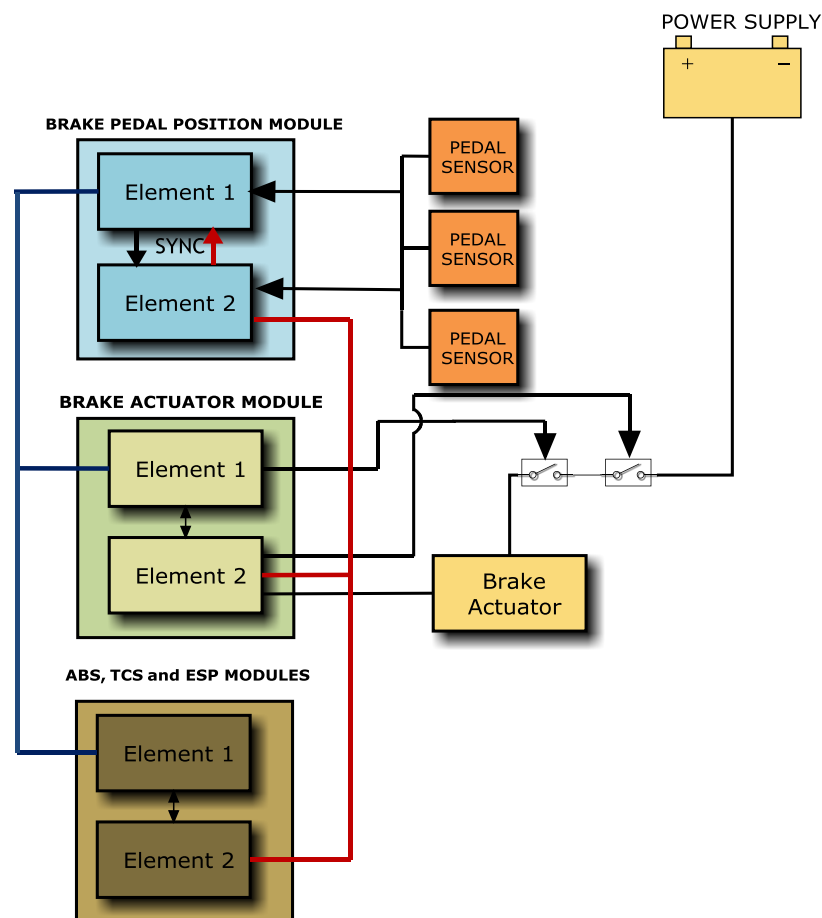 POWER SUPPLY
+ −
BRAKE PEDAL POSITION MODULE
Element 1
SYNC
Element 2
PEDAL
SENSOR
PEDAL
SENSOR
PEDAL
SENSOR
BRAKE ACTUATOR MODULE
Element 1
Element 2
Brake
Actuator
ABS, TCS and ESP MODULES
Element 1
Element 2